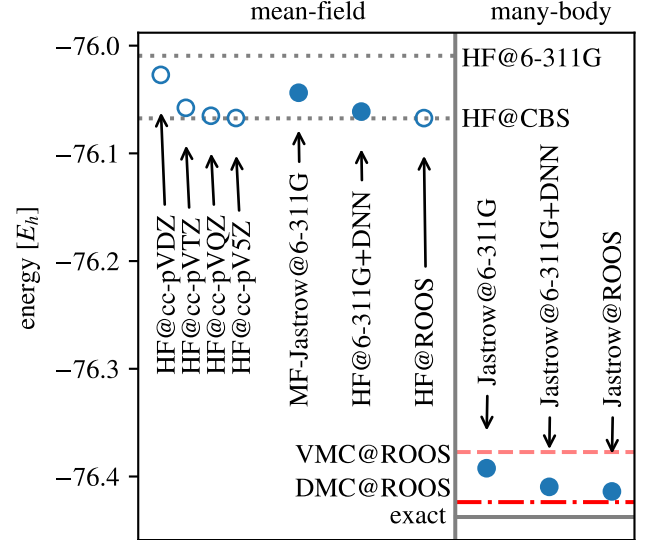 mean-field
many-body
−76.0
−76.1
−76.2
−76.3
−76.4
energy [E_h]
HF@6-311G
HF@CBS
HF@cc-pVDZ
HF@cc-pVTZ
HF@cc-pVQZ
HF@cc-pV5Z
MF-Jastrow@6-311G
HF@6-311G+DNN
HF@ROOS
Jastrow@6-311G
Jastrow@6-311G+DNN
Jastrow@ROOS
VMC@ROOS
DMC@ROOS
exact